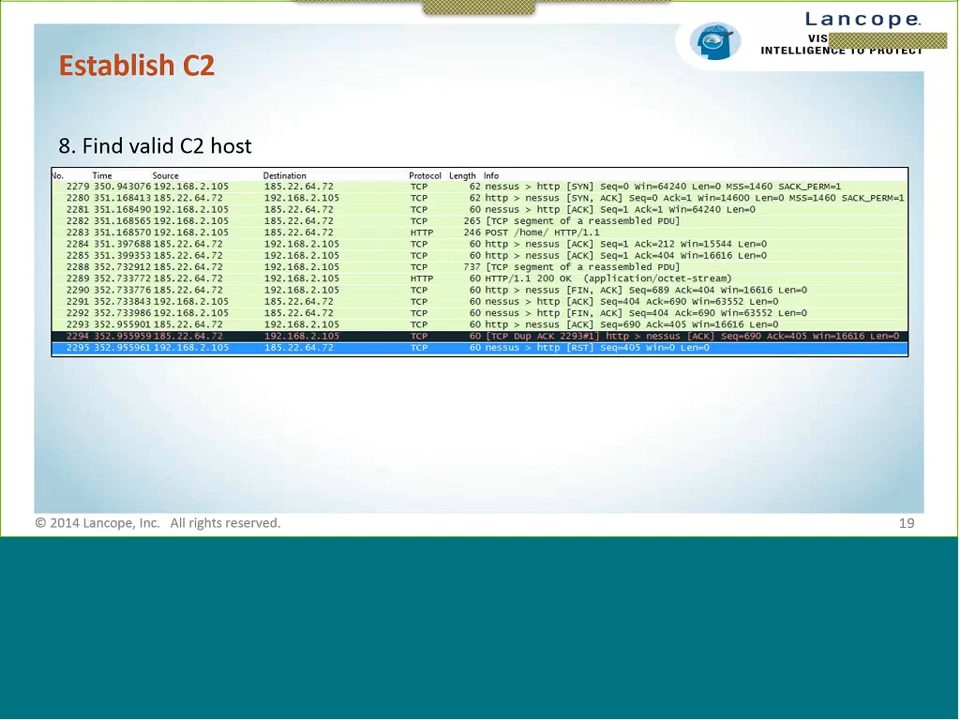 Lancope.
VIS
INTELLIGENCE TO PROTECT
Establish C2
8. Find valid C2 host
No. Time Source Destination Protocol Length Info
2279 350.943076 192.168.2.105 185.22.64.72 TCP 62 nessus > http [SYN] Seq=0 Win=64240 Len=0 MSS=1460 SACK_PERM=1
2280 351.168413 185.22.64.72 192.168.2.105 TCP 62 http > nessus [SYN, ACK] Seq=0 Ack=1 Win=14600 Len=0 MSS=1460 SACK_PERM=1
2281 351.168490 192.168.2.105 185.22.64.72 TCP 60 nessus > http [ACK] Seq=1 Ack=1 Win=64240 Len=0
2282 351.168565 192.168.2.105 185.22.64.72 TCP 265 [TCP segment of a reassembled PDU]
2283 351.168570 192.168.2.105 185.22.64.72 HTTP 246 POST /home/ HTTP/1.1
2284 351.397688 185.22.64.72 192.168.2.105 TCP 60 http > nessus [ACK] Seq=1 Ack=212 Win=15544 Len=0
2285 351.399353 185.22.64.72 192.168.2.105 TCP 60 http > nessus [ACK] Seq=1 Ack=404 Win=16616 Len=0
2288 352.732912 185.22.64.72 192.168.2.105 TCP 737 [TCP segment of a reassembled PDU]
2289 352.733772 185.22.64.72 192.168.2.105 HTTP 60 HTTP/1.1 200 OK (application/octet-stream)
2290 352.733776 185.22.64.72 192.168.2.105 TCP 60 http > nessus [FIN, ACK] Seq=689 Ack=404 Win=16616 Len=0
2291 352.733843 192.168.2.105 185.22.64.72 TCP 60 nessus > http [ACK] Seq=404 Ack=690 Win=63552 Len=0
2292 352.733986 192.168.2.105 185.22.64.72 TCP 60 nessus > http [FIN, ACK] Seq=404 Ack=690 Win=63552 Len=0
2293 352.955901 185.22.64.72 192.168.2.105 TCP 60 http > nessus [ACK] Seq=690 Ack=405 Win=16616 Len=0
2294 352.955959 185.22.64.72 192.168.2.105 TCP 60 [TCP Dup ACK 2293#1] http > nessus [ACK] Seq=690 Ack=405 Win=16616 Len=0
2295 352.955961 192.168.2.105 185.22.64.72 TCP 60 nessus > http [RST] Seq=405 Win=0 Len=0
© 2014 Lancope, Inc. All rights reserved.
19